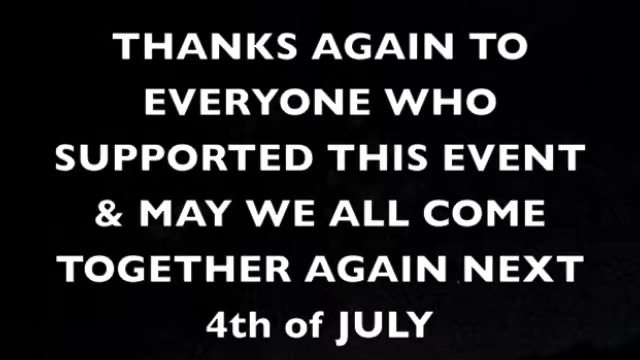 THANKS AGAIN TO
EVERYONE WHO
SUPPORTED THIS EVENT
& MAY WE ALL COME
TOGETHER AGAIN NEXT
4th of JULY